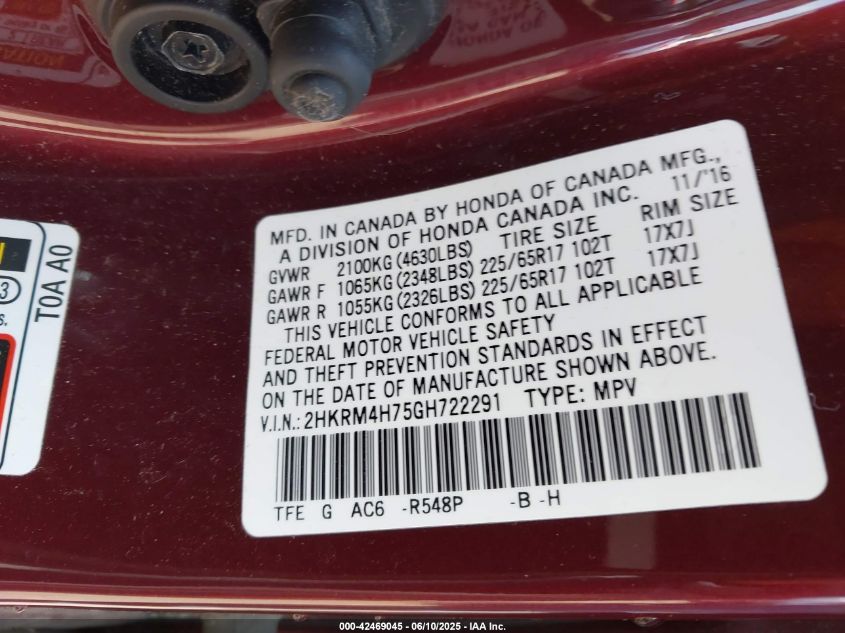 MFD. IN CANADA BY HONDA OF CANADA MFG.,
A DIVISION OF HONDA CANADA INC. 11/'16
GVWR 2100KG (4630LBS) TIRE SIZE RIM SIZE
GAWR F 1065KG (2348LBS) 225/65R17 102T 17X7J
GAWR R 1055KG (2326LBS) 225/65R17 102T 17X7J
THIS VEHICLE CONFORMS TO ALL APPLICABLE
FEDERAL MOTOR VEHICLE SAFETY
AND THEFT PREVENTION STANDARDS IN EFFECT
ON THE DATE OF MANUFACTURE SHOWN ABOVE.
V.I.N.: 2HKRM4H75GH722291 TYPE: MPV
TFE G AC6 -R548P -B -H
3
s.
T0A A0
000-42469045 - 06/10/2025 - IAA Inc.